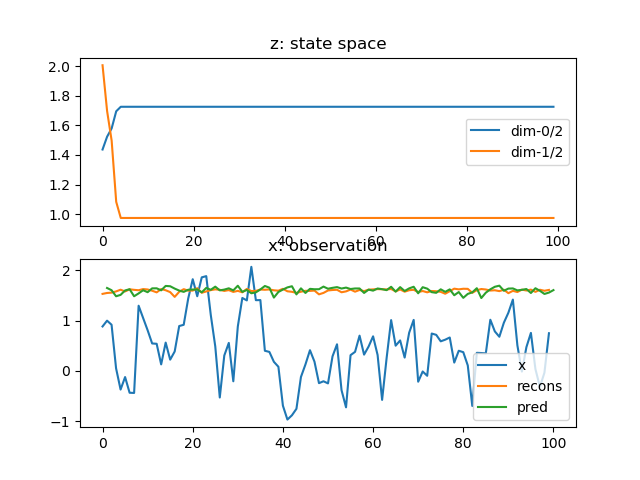 z: state space
2.0
1.8
1.6
1.4
1.2
1.0
dim-0/2
dim-1/2
0 20 40 60 80 100
x: observation
2
1
0
−1
x
recons
pred
0 20 40 60 80 100